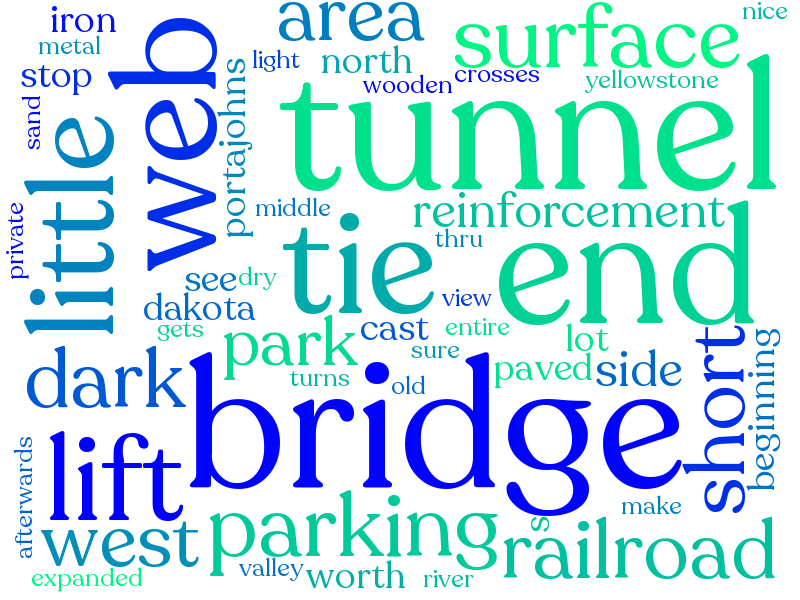 nice
iron
area
surface
metal
light
north
stop
web
wooden
crosses
yellowstone
tunnel
sand
little
portajohns
private
middle
reinforcement
tie
thru
end
see
dry
dakota
view
gets
park
cast
entire
lot
sure
dark
turns
old
paved
side
short
beginning
bridge
lift
afterwards
west
parking
make
s
railroad
expanded
valley
worth
river